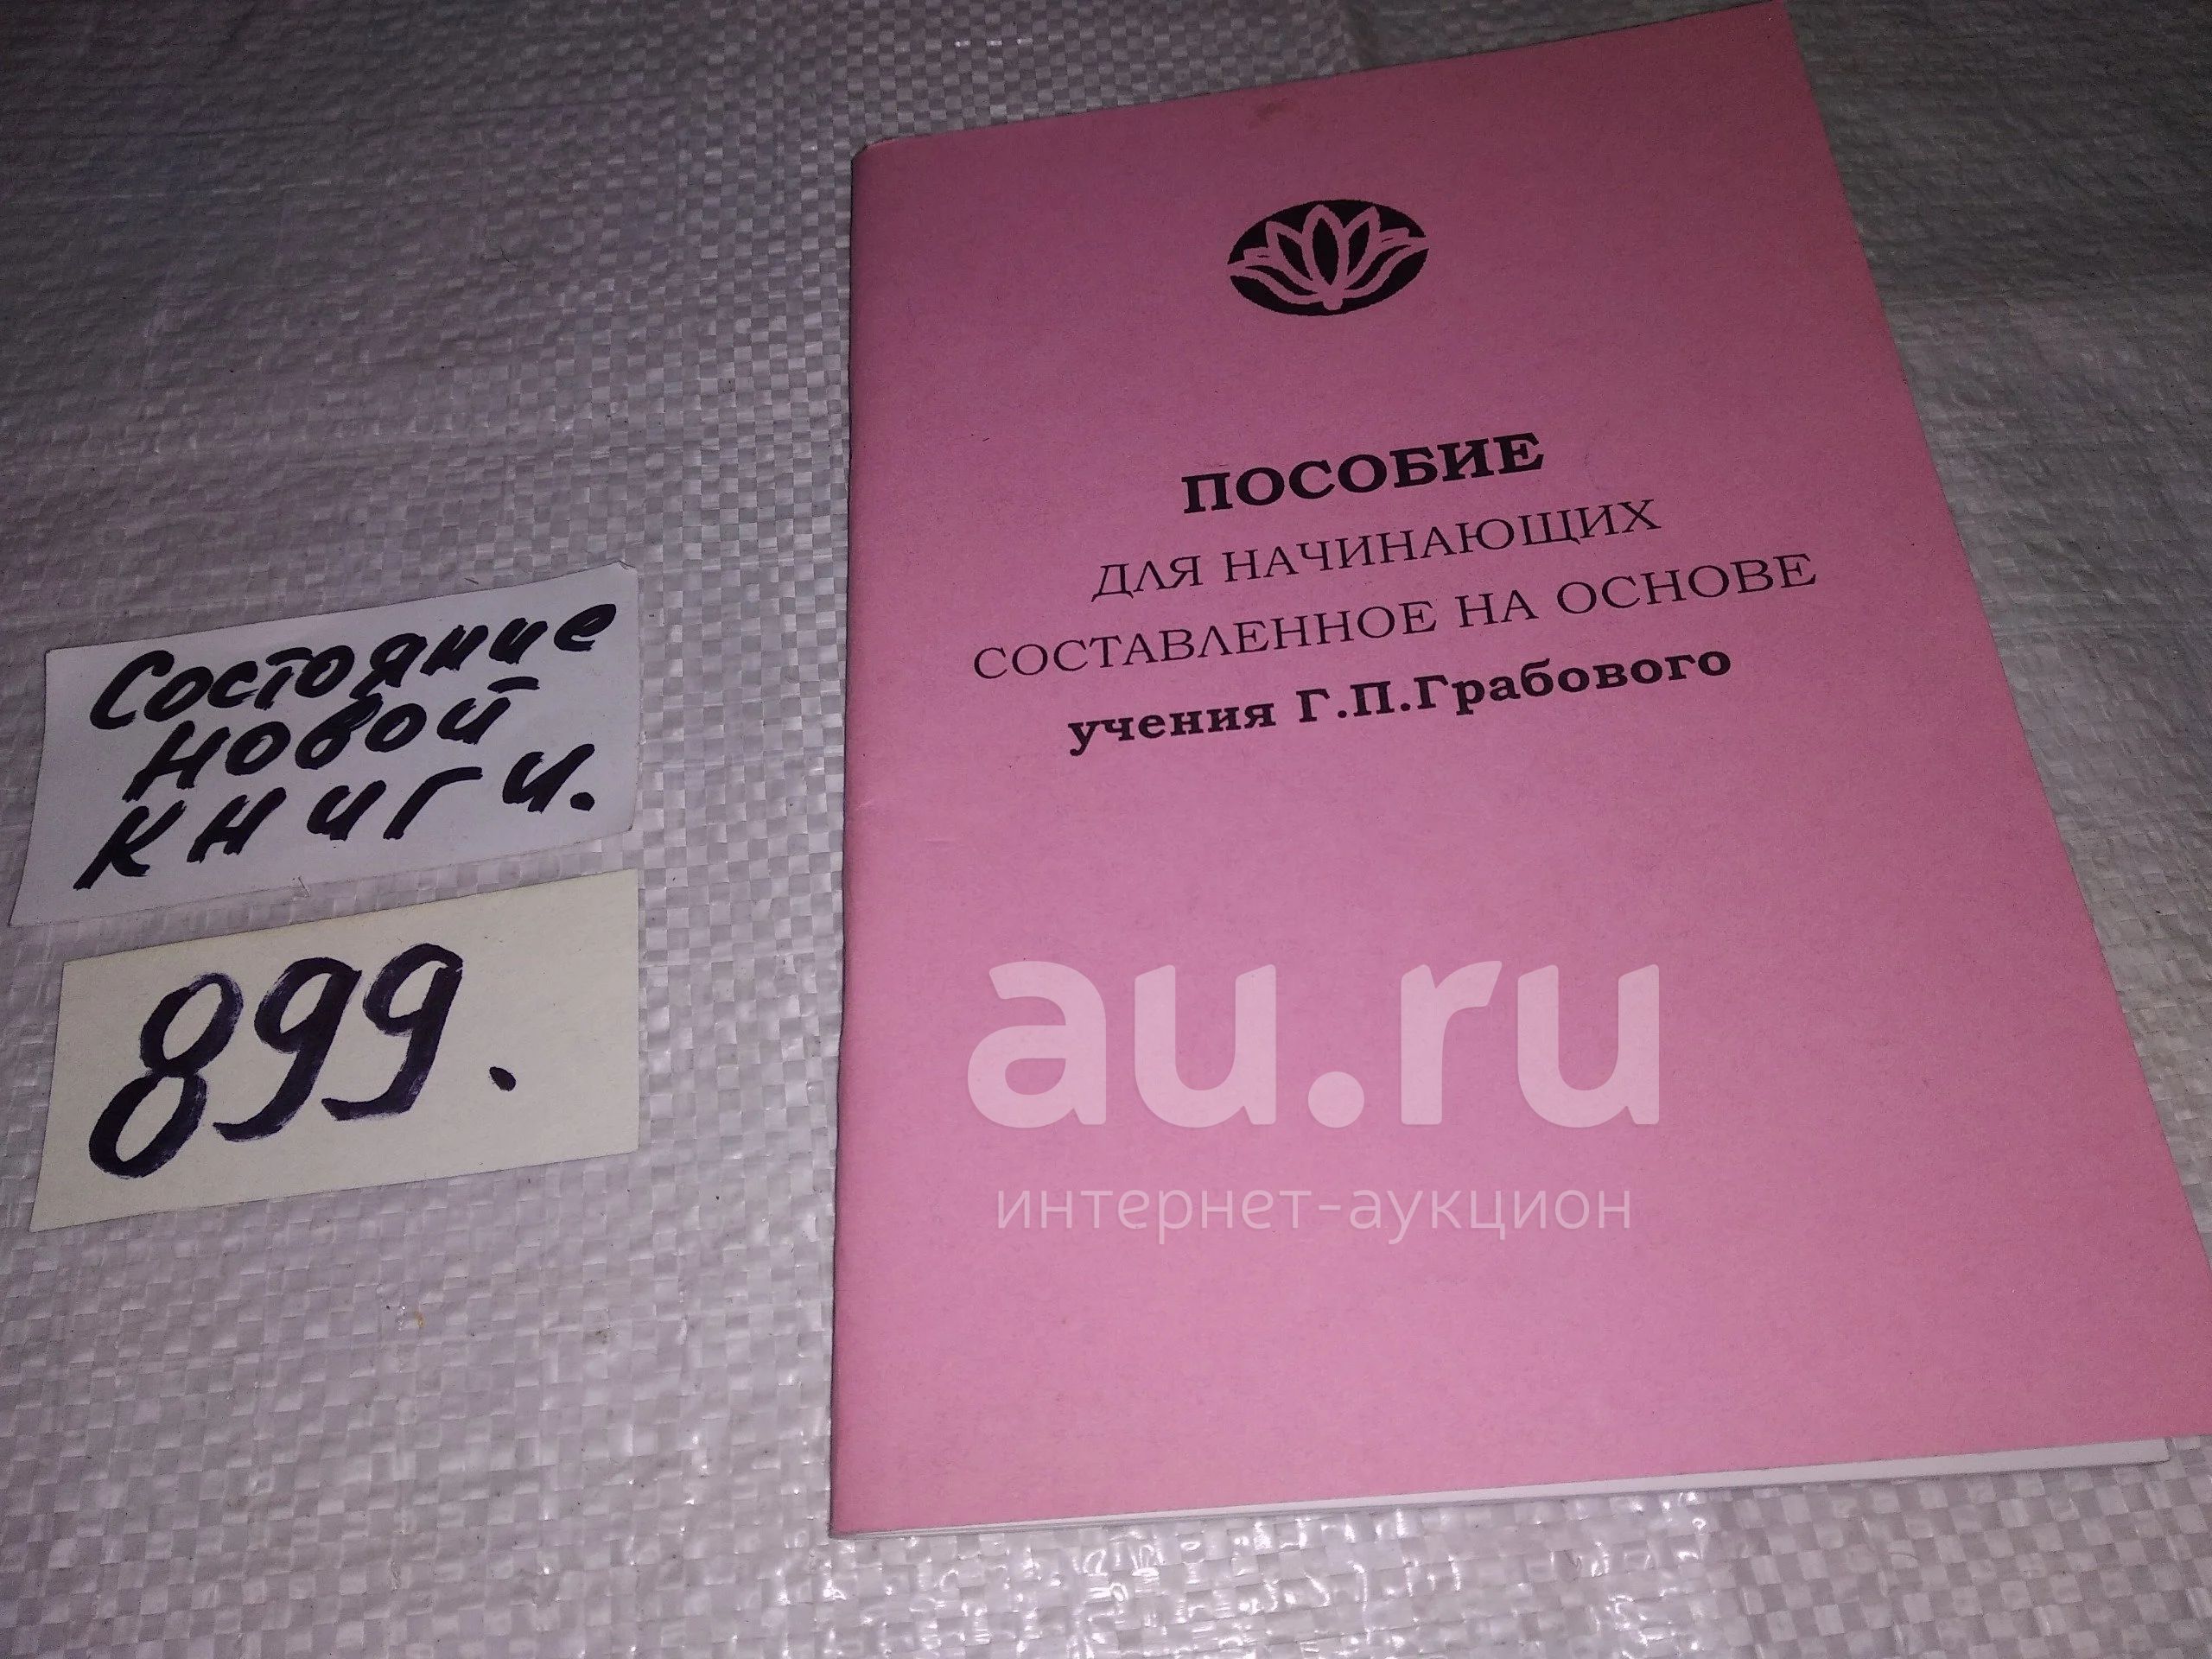 ПОСОБИЕ
ДЛЯ НАЧИНАЮЩИХ
СОСТАВЛЕННОЕ НА ОСНОВЕ
учения Г.П.Грабового
Состояние
новой
книги.
899.
au.ru
интернет-аукцион